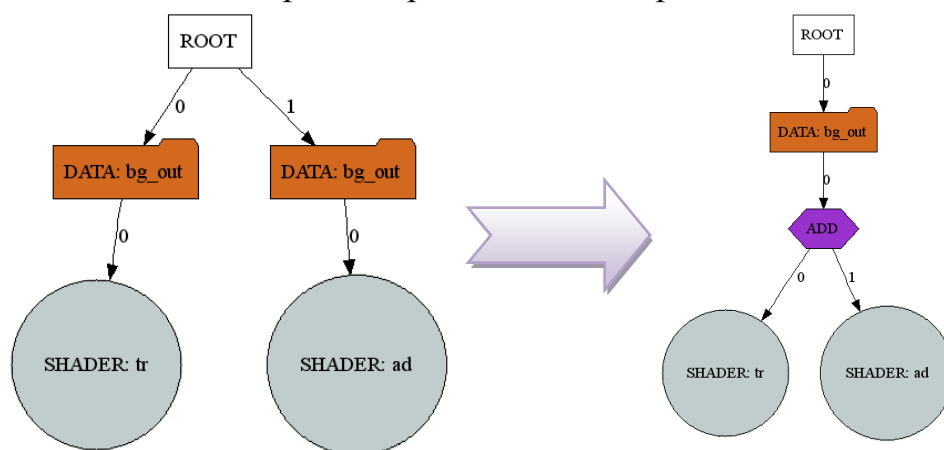 ROOT
0
1
DATA: bg_out
DATA: bg_out
0
0
SHADER: tr
SHADER: ad
ROOT
0
DATA: bg_out
0
ADD
0
1
SHADER: tr
SHADER: ad